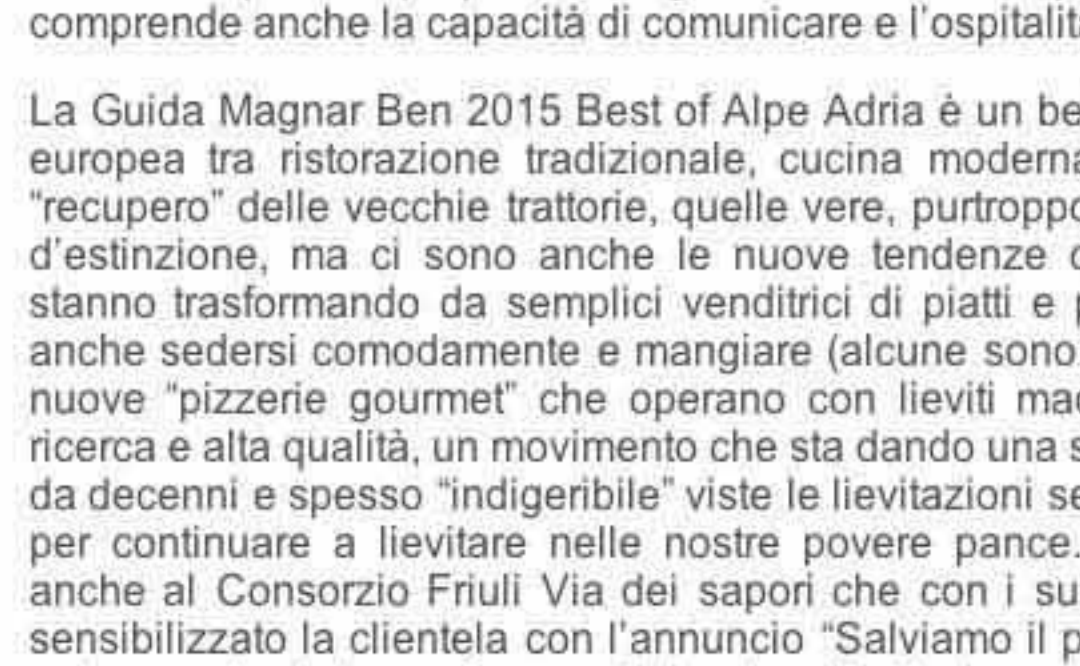 comprende anche la capacità di comunicare e l'ospitalit
La Guida Magnar Ben 2015 Best of Alpe Adria è un be
europea tra ristorazione tradizionale, cucina moderna
"recupero" delle vecchie trattorie, quelle vere, purtroppo
d'estinzione, ma ci sono anche le nuove tendenze
stanno trasformando da semplici venditrici di piatti e
anche sedersi comodamente e mangiare (alcune sono
nuove "pizzerie gourmet" che operano con lieviti mad
ricerca e alta qualità, un movimento che sta dando una s
da decenni e spesso "indigeribile" viste le lievitazioni se
per continuare a lievitare nelle nostre povere pance.
anche al Consorzio Friuli Via dei sapori che con i su
sensibilizzato la clientela con l'annuncio "Salviamo il p